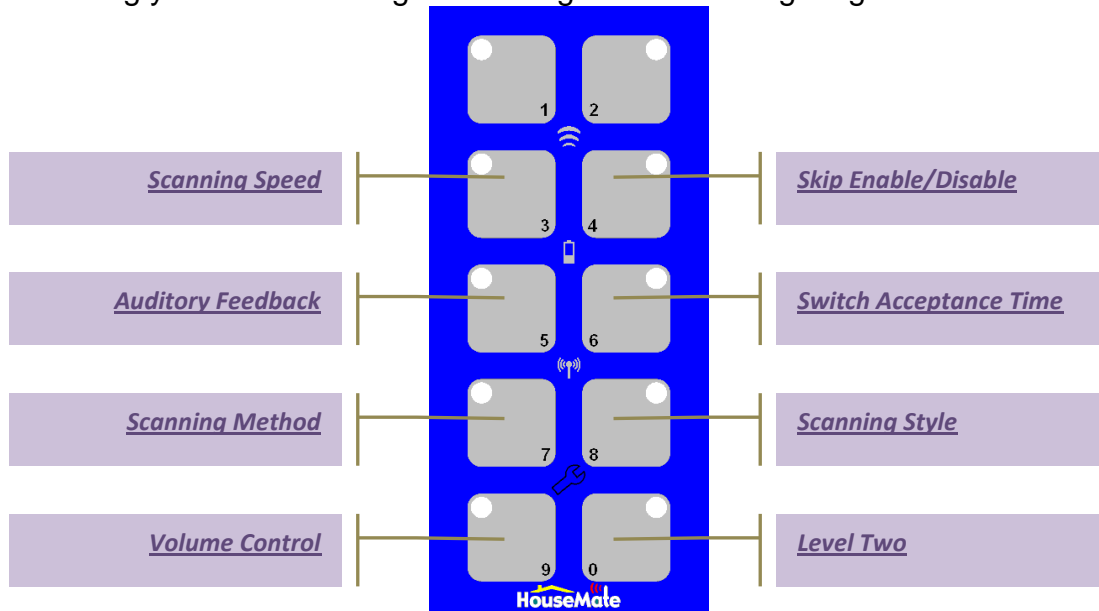 1 2
Scanning Speed
Skip Enable/Disable
3 4
Auditory Feedback
Switch Acceptance Time
5 6
Scanning Method
Scanning Style
7 8
Volume Control
Level Two
9 0
HouseMate